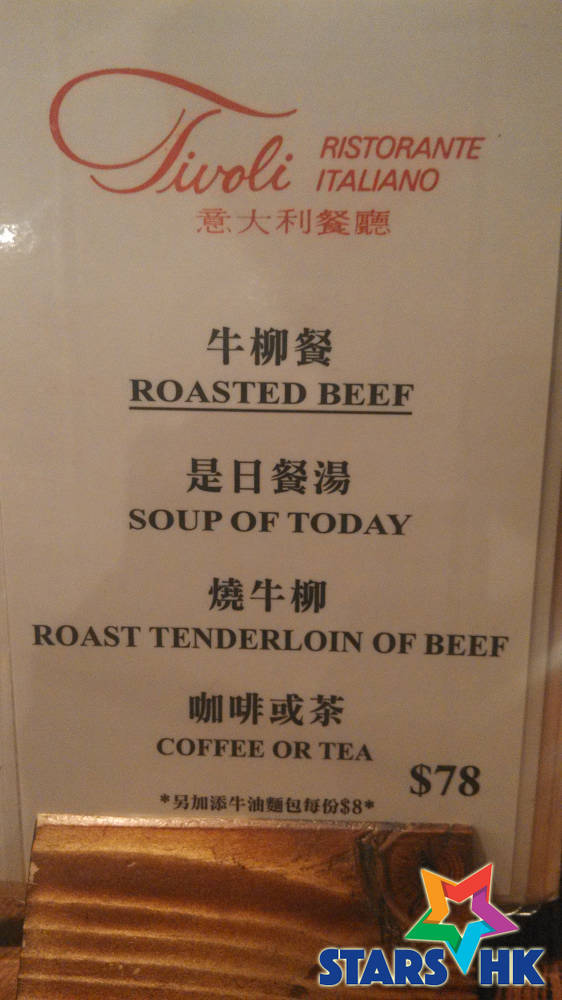 Tivoli RISTORANTE
ITALIANO
意大利餐廳
牛柳餐
ROASTED BEEF
是日餐湯
SOUP OF TODAY
燒牛柳
ROAST TENDERLOIN OF BEEF
咖啡或茶
COFFEE OR TEA
$78
*另加添牛油麵包每份$8*
STARS HK